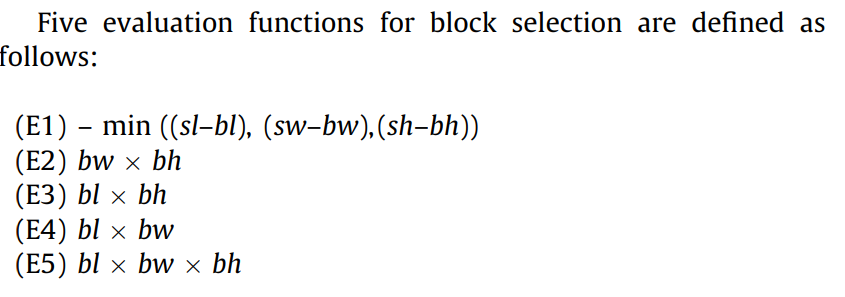 Five evaluation functions for block selection are defined as
follows:
(E1) – min ((sl–bl), (sw–bw),(sh–bh))
(E2) bw × bh
(E3) bl × bh
(E4) bl × bw
(E5) bl × bw × bh